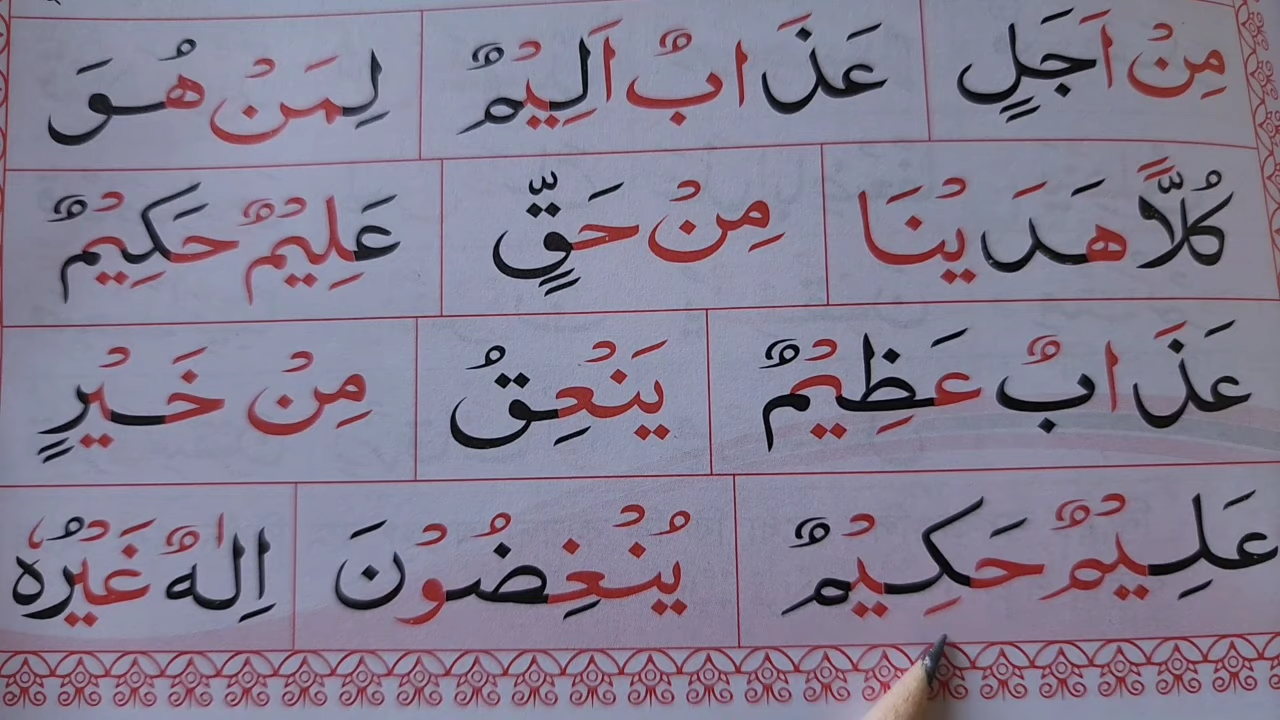 مِنْ اَجَلٍ عَذَابٌ اَلِيْمٌ لِمَنْ هُوَ
كُلًّا هَدَيْنَا مِنْ حَقٍّ عَلِيْمٌ حَكِيْمٌ
عَذَابٌ عَظِيْمٌ يَنْعِقُ مِنْ خَيْرٍ
عَلِيْمٌ حَكِيْمٌ يُنْغِضُوْنَ اِلٰهٌ غَيْرُهٗ